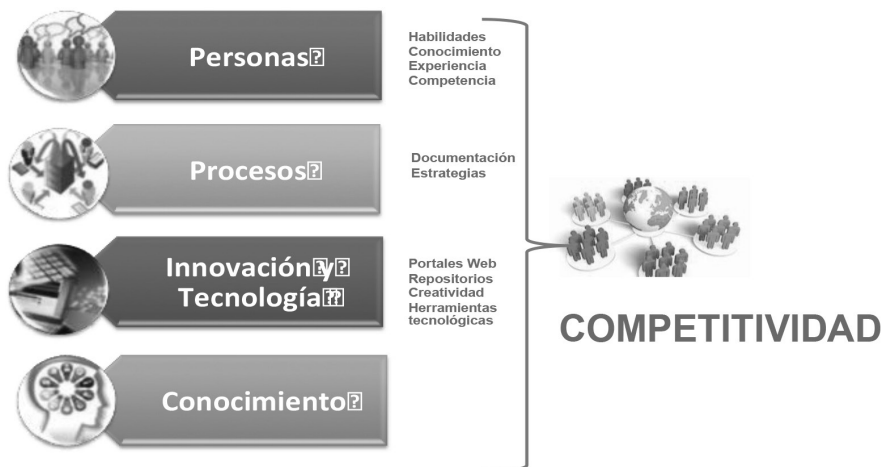 Personas
Habilidades
Conocimiento
Experiencia
Competencia
Procesos
Documentación
Estrategias
Innovación y
Tecnología
Portales Web
Repositorios
Creatividad
Herramientas
tecnológicas
COMPETITIVIDAD
Conocimiento